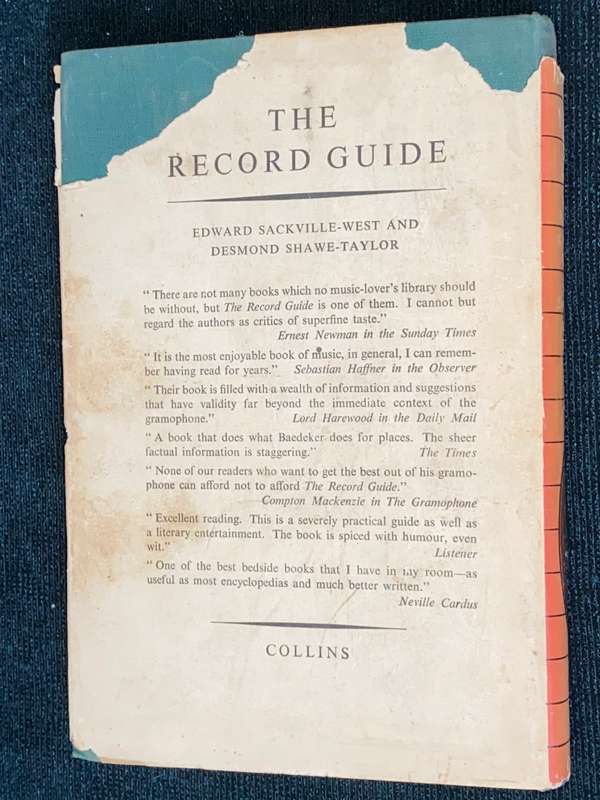 THE
RECORD GUIDE
EDWARD SACKVILLE-WEST AND
DESMOND SHAWE-TAYLOR
“ There are not many books which no music-lover's library should
be without, but The Record Guide is one of them. I cannot but
regard the authors as critics of superfine taste.”
Ernest Newman in the Sunday Times
“ It is the most enjoyable book of music, in general, I can remem-
ber having read for years.” Sebastian Haffner in the Observer
“ Their book is filled with a wealth of information and suggestions
that have validity far beyond the immediate context of the
gramophone.” Lord Harewood in the Daily Mail
“ A book that does what Baedeker does for places. The sheer
factual information is staggering.” The Times
“ None of our readers who want to get the best out of his gramo-
phone can afford not to afford The Record Guide.”
Compton Mackenzie in The Gramophone
“ Excellent reading. This is a severely practical guide as well as
a literary entertainment. The book is spiced with humour, even
wit.” Listener
“ One of the best bedside books that I have in my room—as
useful as most encyclopedias and much better written.”
Neville Cardus
COLLINS